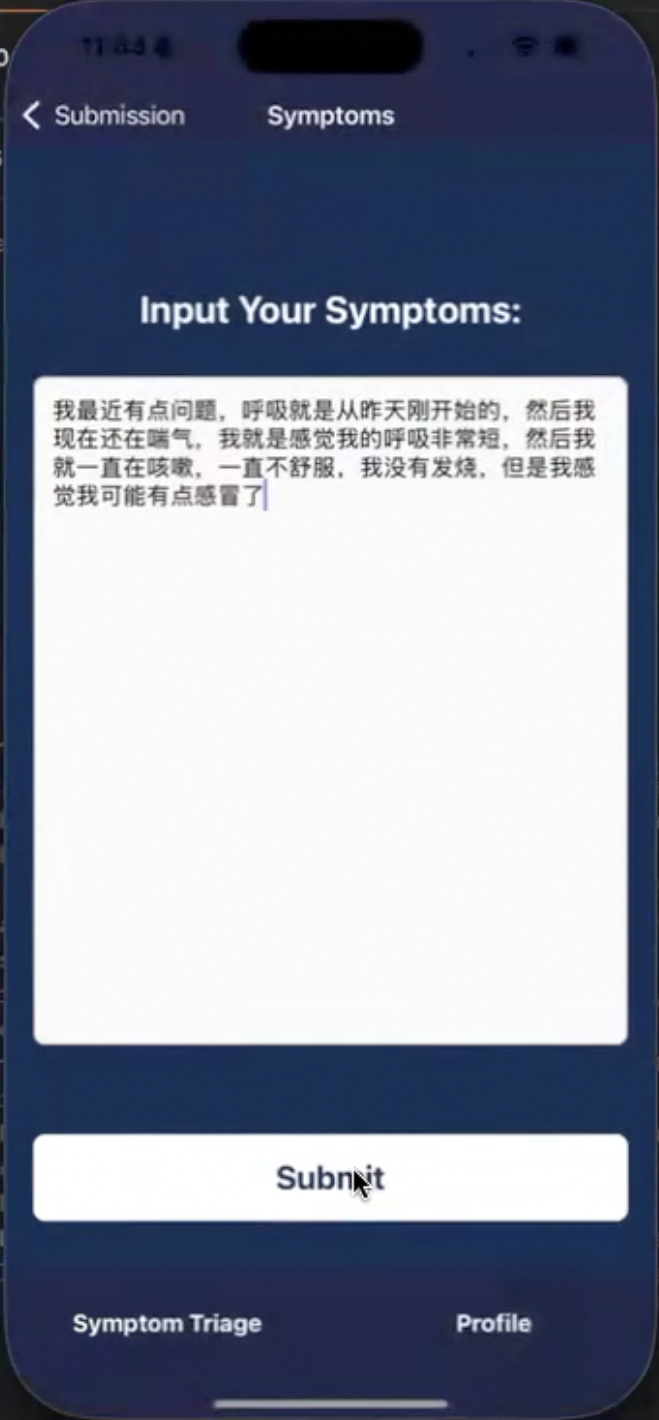 Submission
Symptoms
Input Your Symptoms:
我最近有点问题，呼吸就是从昨天刚开始的，然后我
现在还在喘气，我就是感觉我的呼吸非常短，然后我
就一直在咳嗽，一直不舒服，我没有发烧，但是我感
觉我可能有点感冒了
Submit
Symptom Triage
Profile